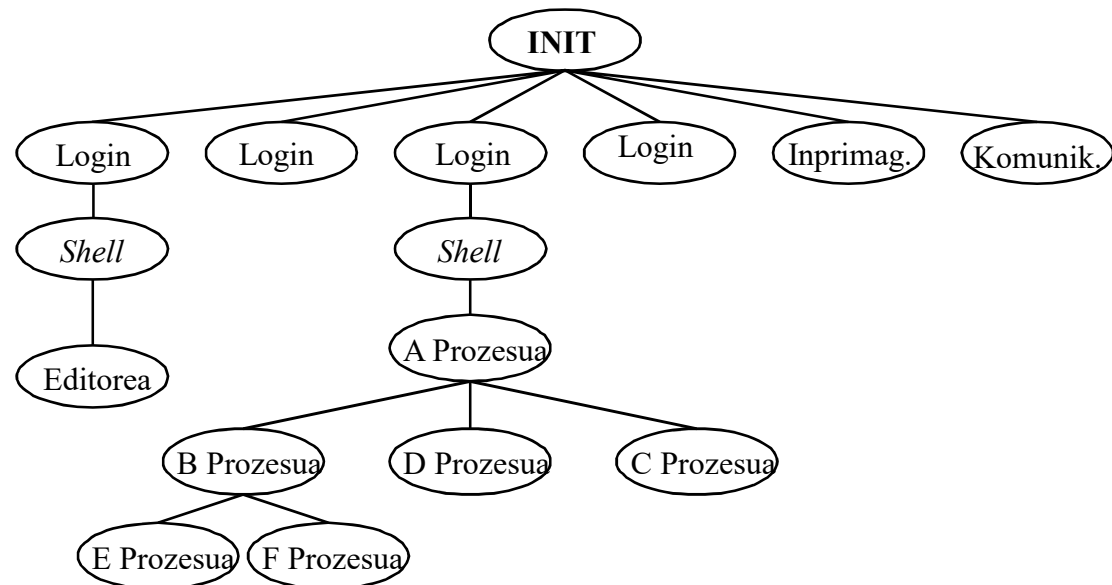 INIT
Login
Login
Login
Login
Inprimag.
Komunik.
Shell
Shell
A Prozesua
Editorea
B Prozesua
D Prozesua
C Prozesua
E Prozesua
F Prozesua